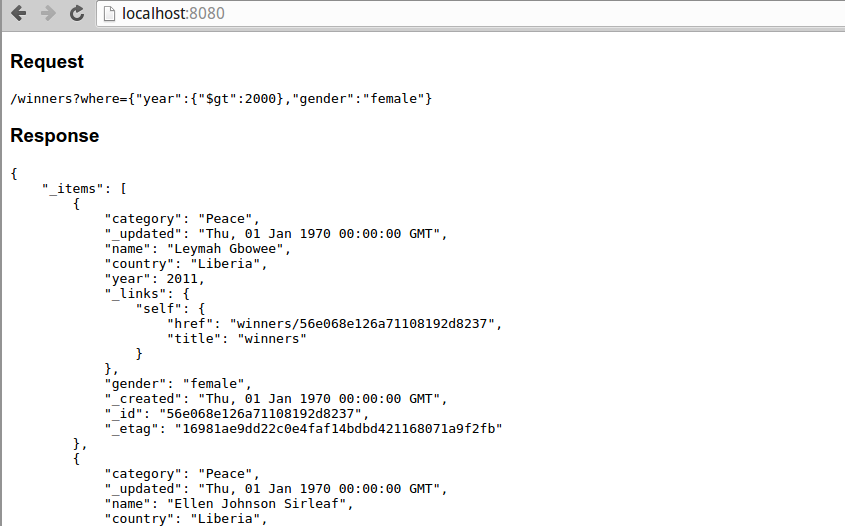 localhost:8080
Request
/winners?where={"year":{"$gt":2000},"gender":"female"}
Response
{
    "_items": [
        {
            "category": "Peace",
            "_updated": "Thu, 01 Jan 1970 00:00:00 GMT",
            "name": "Leymah Gbowee",
            "country": "Liberia",
            "year": 2011,
            "_links": {
                "self": {
                    "href": "winners/56e068e126a71108192d8237",
                    "title": "winners"
                }
            },
            "gender": "female",
            "_created": "Thu, 01 Jan 1970 00:00:00 GMT",
            "_id": "56e068e126a71108192d8237",
            "_etag": "16981ae9dd22c0e4faf14bdbd421168071a9f2fb"
        },
        {
            "category": "Peace",
            "_updated": "Thu, 01 Jan 1970 00:00:00 GMT",
            "name": "Ellen Johnson Sirleaf",
            "country": "Liberia",